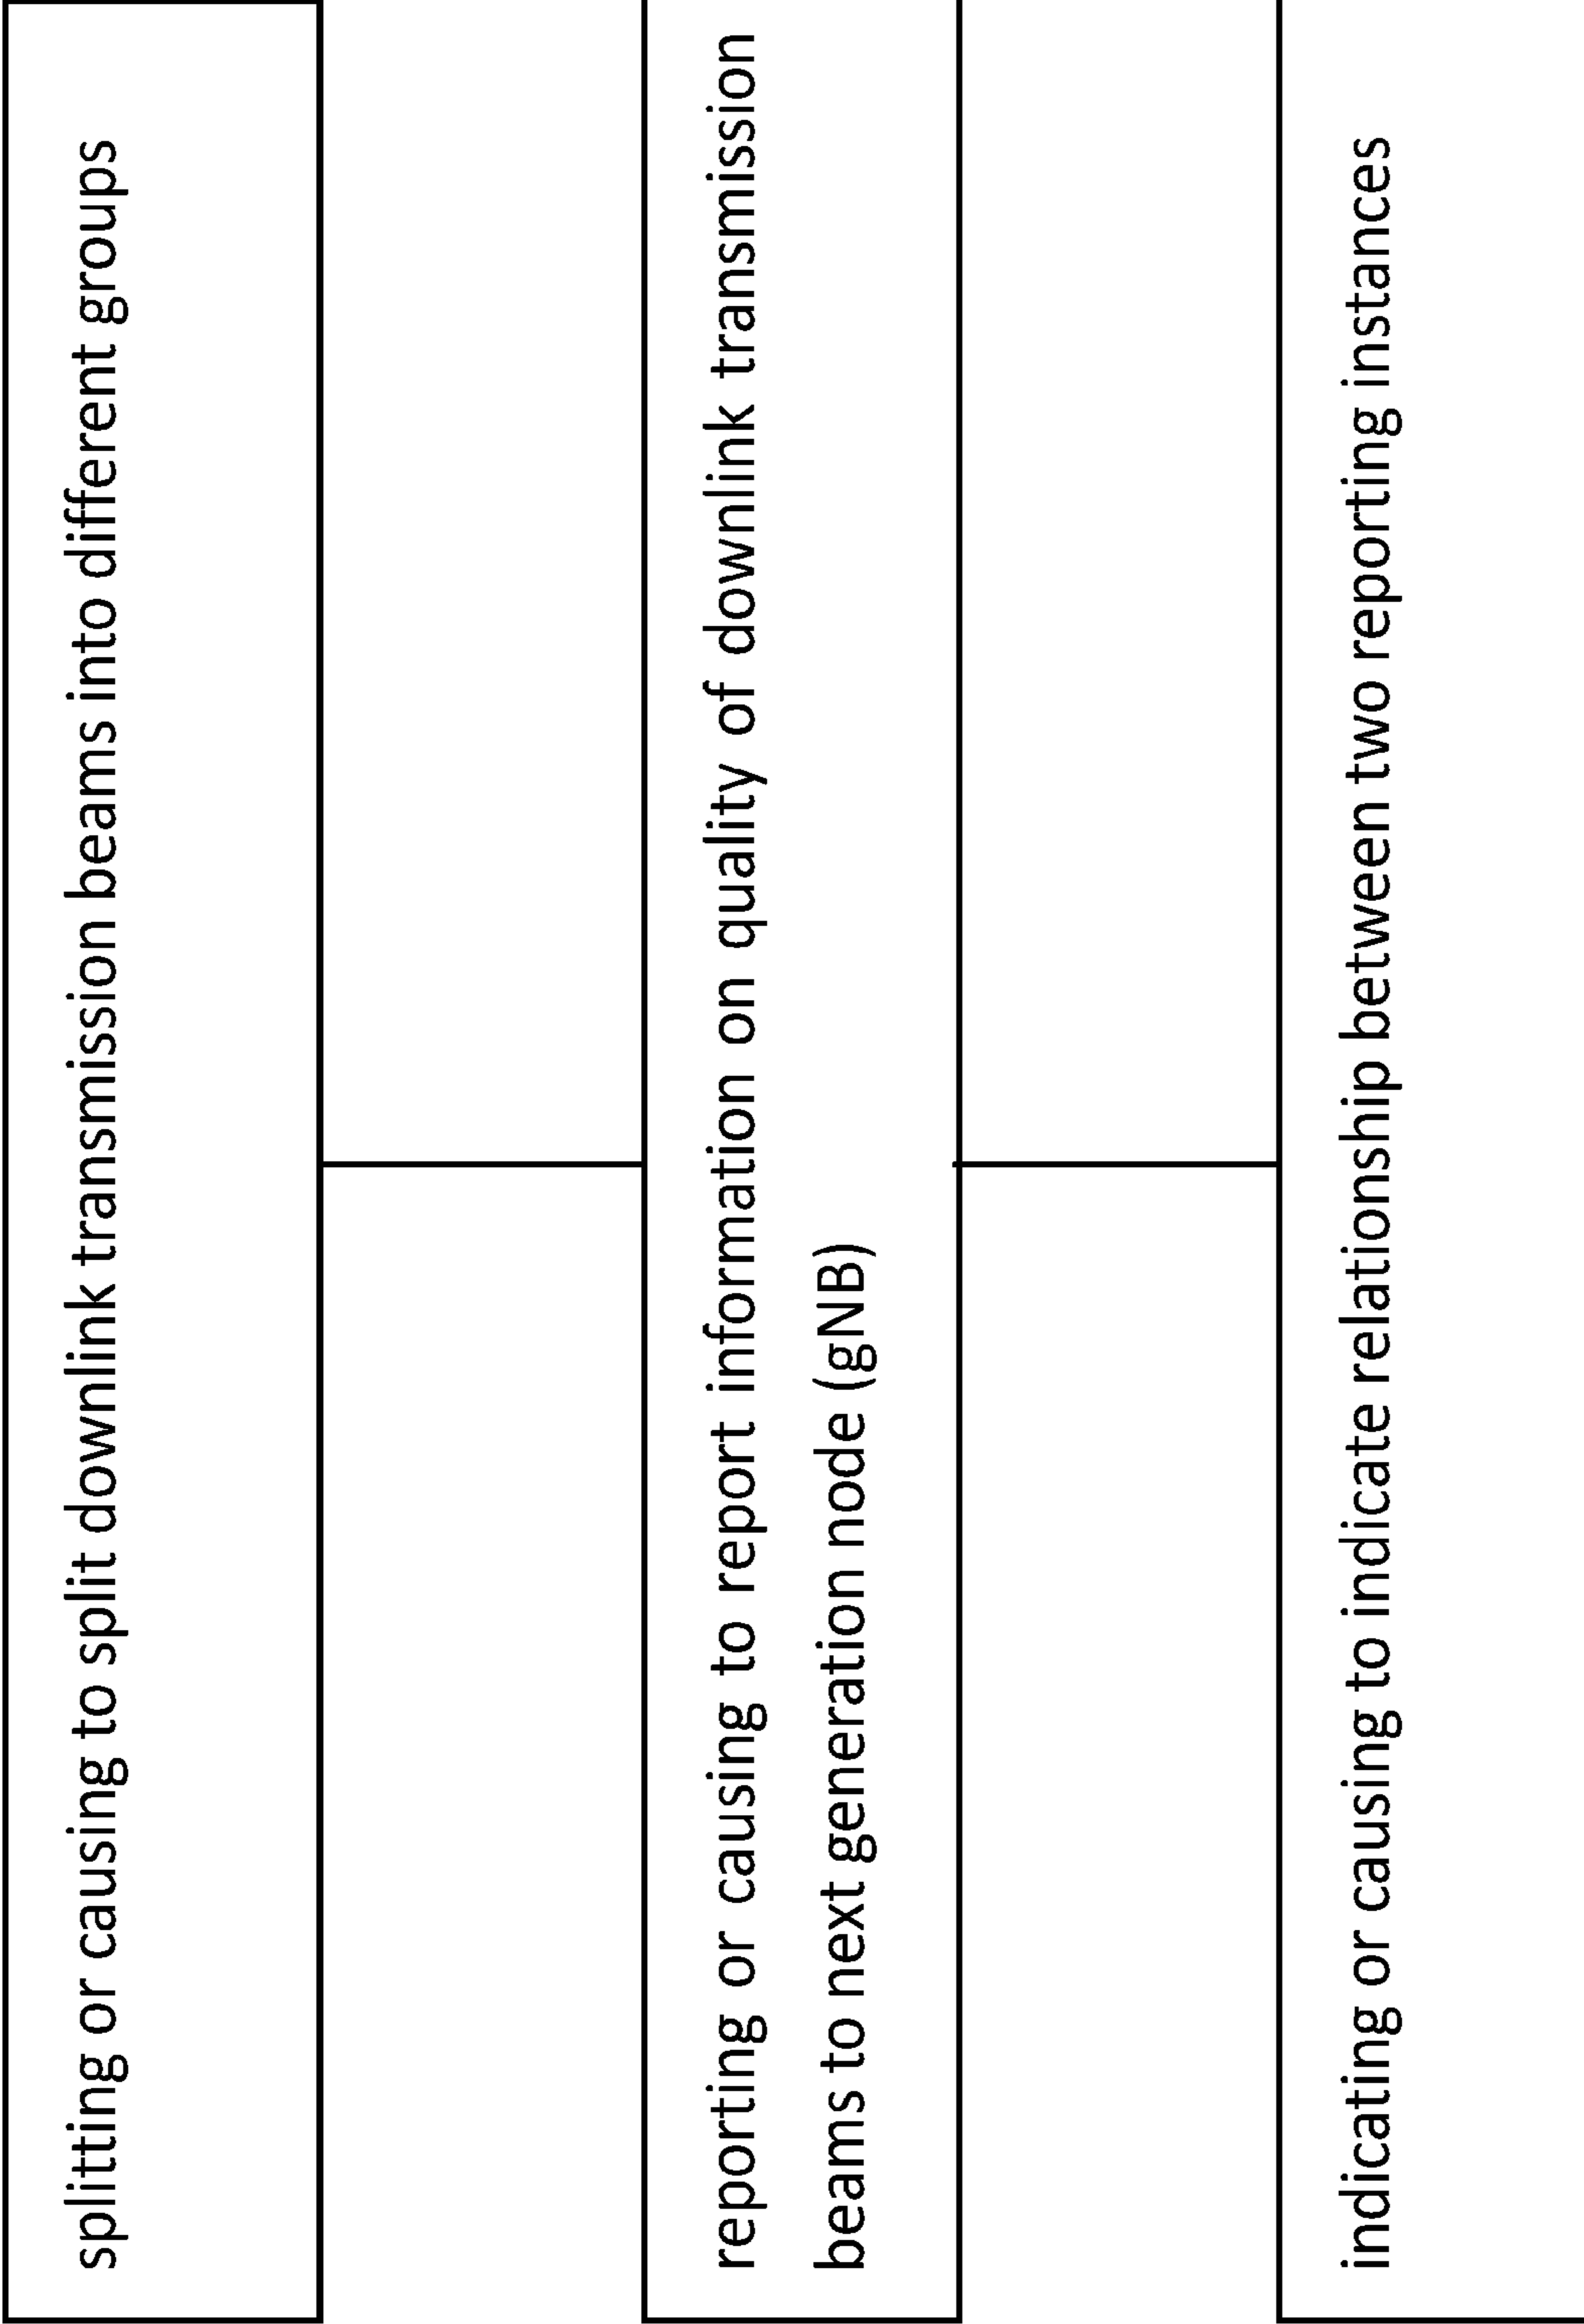 splitting or causing to split downlink transmission beams into different groups
reporting or causing to report information on quality of downlink transmission
beams to next generation node (gNB)
indicating or causing to indicate relationship between two reporting instances